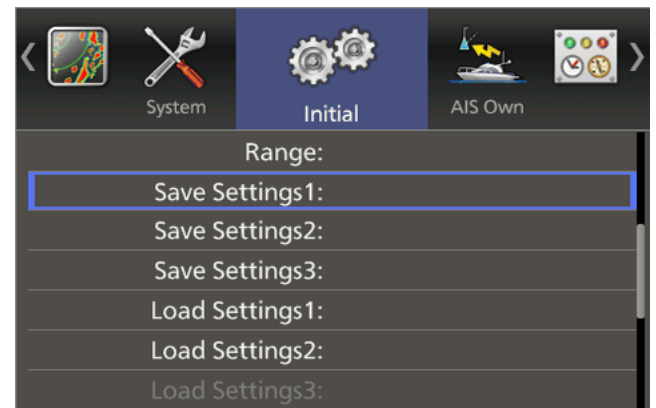 System
Initial
AIS Own
Range:
Save Settings1:
Save Settings2:
Save Settings3:
Load Settings1:
Load Settings2:
Load Settings3: